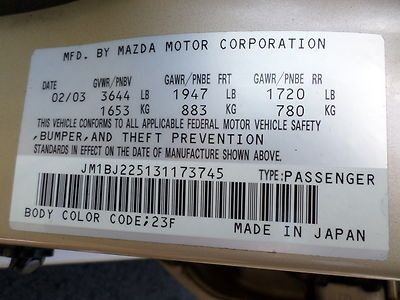 MFD. BY MAZDA MOTOR CORPORATION
DATE GVWR/PNBV GAWR/PNBE FRT GAWR/PNBE RR
02/03 3644 LB 1947 LB 1720 LB
1653 KG 883 KG 780 KG
THIS VEHICLE CONFORMS TO ALL APPLICABLE FEDERAL MOTOR VEHICLE SAFETY
,BUMPER,AND THEFT PREVENTION
STANDARDS IN EFFECT ON THE DATE OF MANUFACTURE SHOWN ABOVE.
JM1BJ225131173745 TYPE:PASSENGER
BODY COLOR CODE;23F MADE IN JAPAN